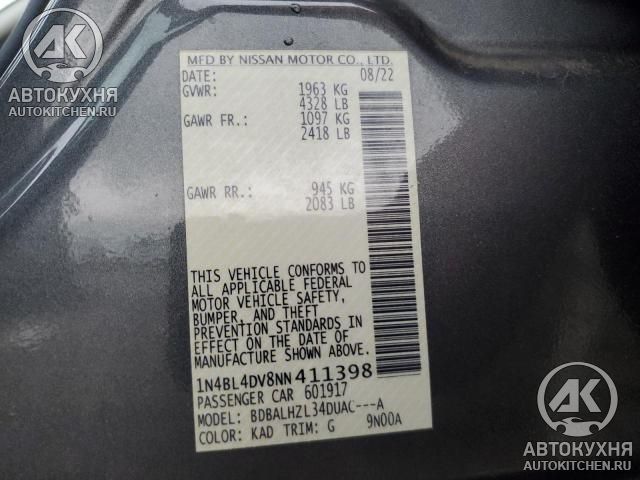 AK
АВТОКУХНЯ
AUTOKITCHEN.RU
MFD BY NISSAN MOTOR CO., LTD.
DATE: 08/22
GVWR: 1963 KG
4328 LB
GAWR FR.: 1097 KG
2418 LB
GAWR RR.: 945 KG
2083 LB
THIS VEHICLE CONFORMS TO
ALL APPLICABLE FEDERAL
MOTOR VEHICLE SAFETY,
BUMPER, AND THEFT
PREVENTION STANDARDS IN
EFFECT ON THE DATE OF
MANUFACTURE SHOWN ABOVE.
1N4BL4DV8NN411398
PASSENGER CAR 601917
MODEL: BDBALHZL34DUAC---A
COLOR: KAD TRIM: G 9N00A
AK
АВТОКУХНЯ
AUTOKITCHEN.RU